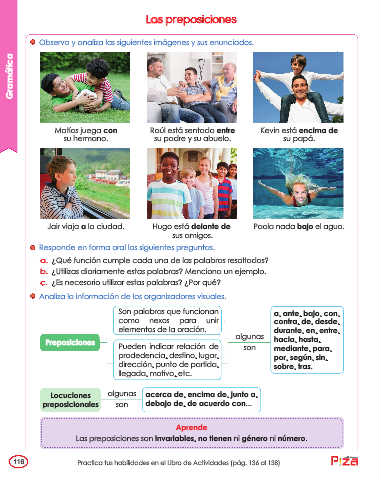 Las preposiciones
Gramática
Observa y analiza las siguientes imágenes y sus enunciados.
Matías juega con
su hermano.
Raúl está sentado entre
su padre y su abuelo.
Kevin está encima de
su papá.
Jair viaja a la ciudad.
Hugo está delante de
sus amigos.
Paola nada bajo el agua.
Responde en forma oral las siguientes preguntas.
a. ¿Qué función cumple cada una de las palabras resaltadas?
b. ¿Utilizas diariamente estas palabras? Menciona un ejemplo.
c. ¿Es necesario utilizar estas palabras? ¿Por qué?
Analiza la información de los organizadores visuales.
Preposiciones
Son palabras que funcionan
como nexos para unir
elementos de la oración.
Pueden indicar relación de
procedencia, destino, lugar,
dirección, punto de partida,
llegada, motivo, etc.
algunas
son
a, ante, bajo, con,
contra, de, desde,
durante, en, entre,
hacia, hasta,
mediante, para,
por, según, sin,
sobre, tras.
Locuciones
preposicionales
algunas
son
acerca de, encima de, junto a,
debajo de, de acuerdo con...
Aprende
Las preposiciones son invariables, no tienen ni género ni número.
116
Practica tus habilidades en el Libro de Actividades (pág. 136 al 138)